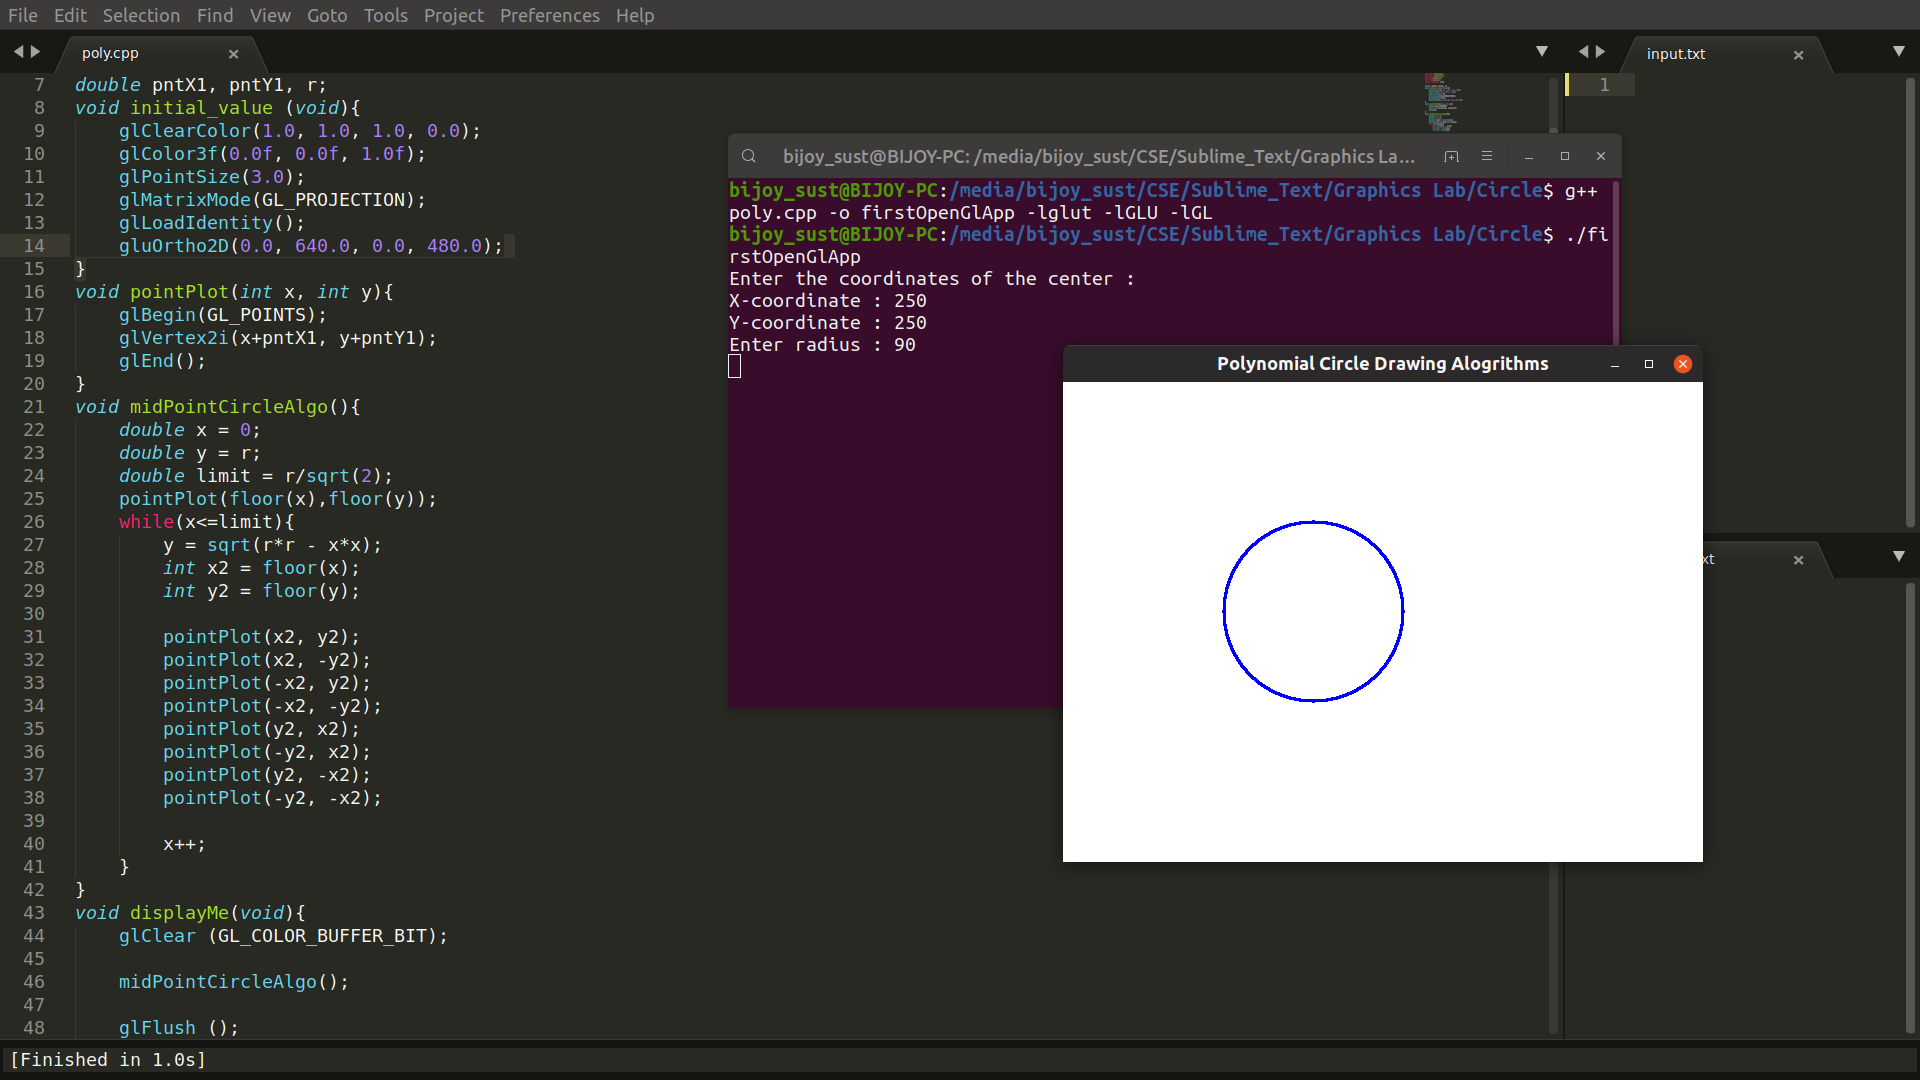 File Edit Selection Find View Goto Tools Project Preferences Help
poly.cpp
7 double pntX1, pntY1, r;
8 void initial_value (void){
9 glClearColor(1.0, 1.0, 1.0, 0.0);
10 glColor3f(0.0f, 0.0f, 1.0f);
11 glPointSize(3.0);
12 glMatrixMode(GL_PROJECTION);
13 glLoadIdentity();
14 gluOrtho2D(0.0, 640.0, 0.0, 480.0);
15 }
16 void pointPlot(int x, int y){
17 glBegin(GL_POINTS);
18 glVertex2i(x+pntX1, y+pntY1);
19 glEnd();
20 }
21 void midPointCircleAlgo(){
22 double x = 0;
23 double y = r;
24 double limit = r/sqrt(2);
25 pointPlot(floor(x),floor(y));
26 while(x<=limit){
27 y = sqrt(r*r - x*x);
28 int x2 = floor(x);
29 int y2 = floor(y);
30
31 pointPlot(x2, y2);
32 pointPlot(x2, -y2);
33 pointPlot(-x2, y2);
34 pointPlot(-x2, -y2);
35 pointPlot(y2, x2);
36 pointPlot(-y2, x2);
37 pointPlot(y2, -x2);
38 pointPlot(-y2, -x2);
39
40 x++;
41 }
42 }
43 void displayMe(void){
44 glClear (GL_COLOR_BUFFER_BIT);
45
46 midPointCircleAlgo();
47
48 glFlush ();
[Finished in 1.0s]
bijoy_sust@BIJOY-PC: /media/bijoy_sust/CSE/Sublime_Text/Graphics La...
bijoy_sust@BIJOY-PC:/media/bijoy_sust/CSE/Sublime_Text/Graphics Lab/Circle$ g++
poly.cpp -o firstOpenGlApp -lglut -lGLU -lGL
bijoy_sust@BIJOY-PC:/media/bijoy_sust/CSE/Sublime_Text/Graphics Lab/Circle$ ./fi
rstOpenGlApp
Enter the coordinates of the center :
X-coordinate : 250
Y-coordinate : 250
Enter radius : 90
Polynomial Circle Drawing Alogrithms
input.txt
1
xt